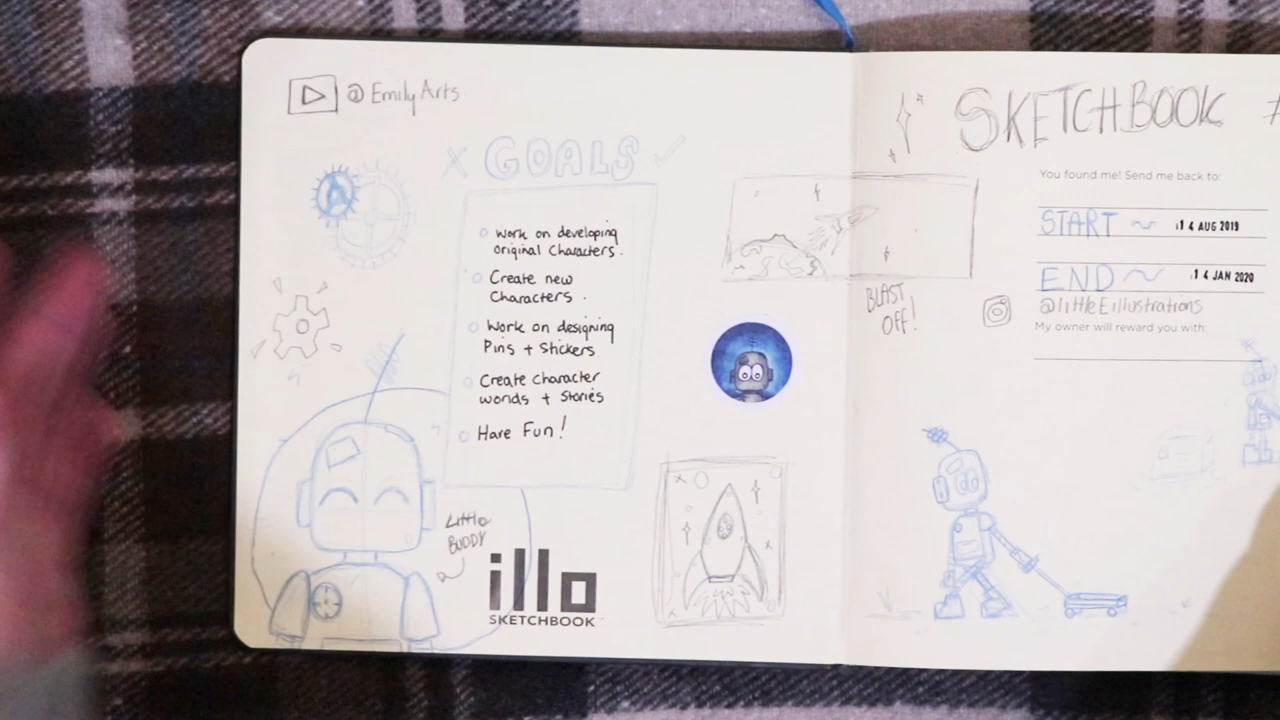 @ Emily Arts
GOALS
Work on developing
original Characters.
Create new
Characters.
Work on designing
Pins + Stickers
Create Character
worlds + Stories
Have Fun!
Little
BUDDY
illo
SKETCHBOOK
BLAST
OFF!
SKETCHBOOK #
You found me! Send me back to:
START ~ 14 AUG 2019
END ~ 14 JAN 2020
@littleEillustrations
My owner will reward you with: